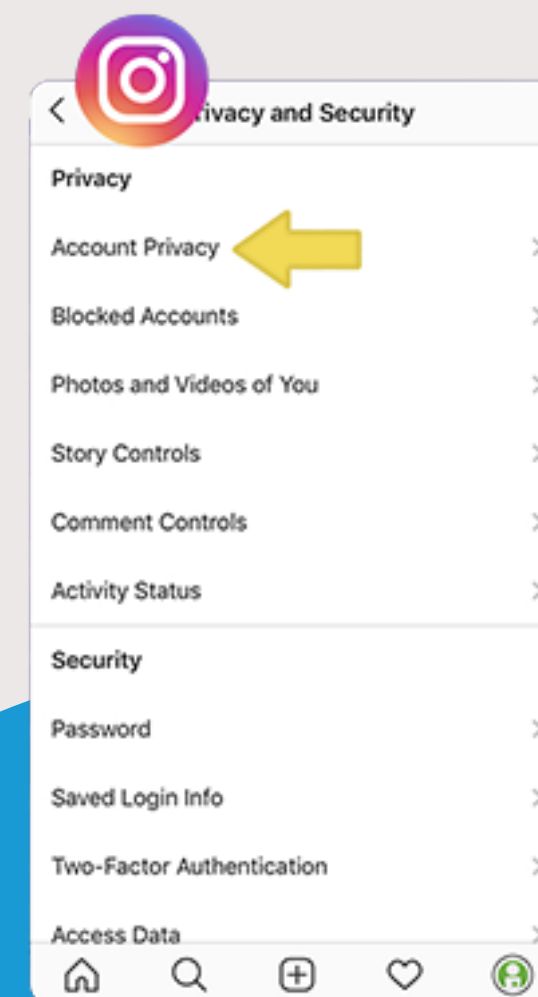 rivacy and Security
Privacy
Account Privacy
Blocked Accounts
Photos and Videos of You
Story Controls
Comment Controls
Activity Status
Security
Password
Saved Login Info
Two-Factor Authentication
Access Data